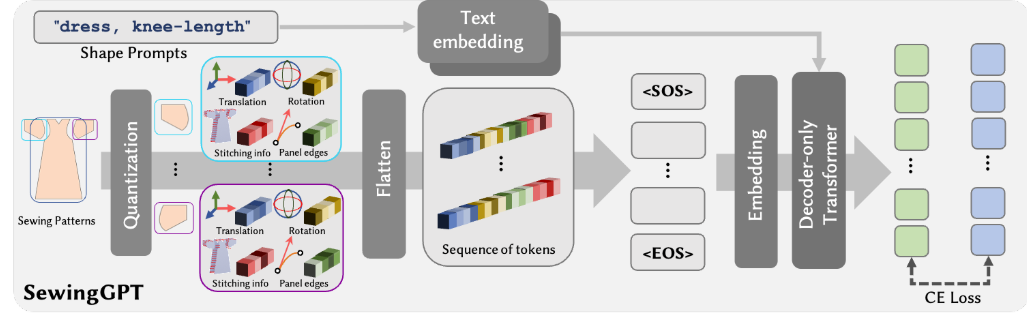 "dress, knee-length"
Shape Prompts
Text
embedding
Sewing Patterns
Quantization
Translation
Rotation
Stitching info
Panel edges
Translation
Rotation
Stitching info
Panel edges
Flatten
Sequence of tokens
<SOS>
<EOS>
Embedding
Decoder-only
Transformer
CE Loss
SewingGPT